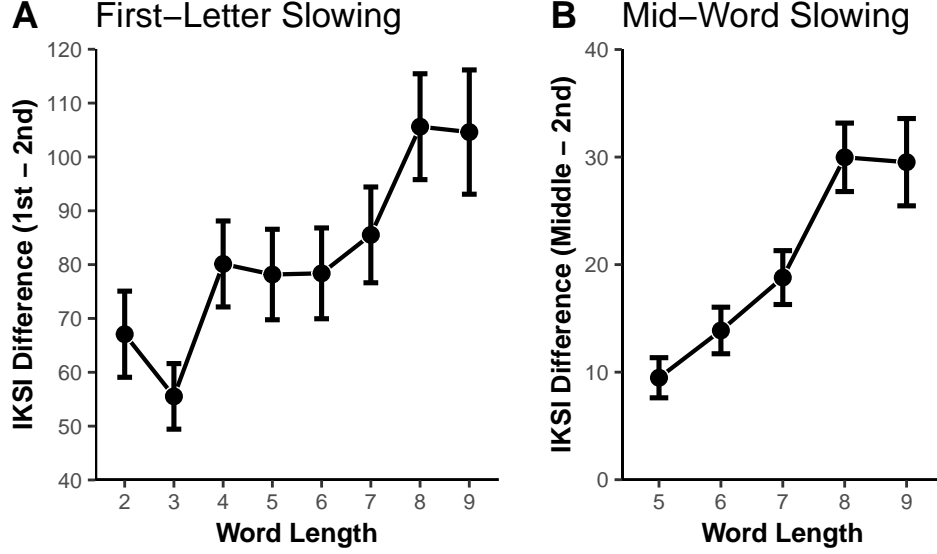 A First−Letter Slowing
IKSI Difference (1st − 2nd)
120
110
100
90
80
70
60
50
40
2 3 4 5 6 7 8 9
Word Length
B Mid−Word Slowing
IKSI Difference (Middle − 2nd)
40
30
20
10
0
5 6 7 8 9
Word Length